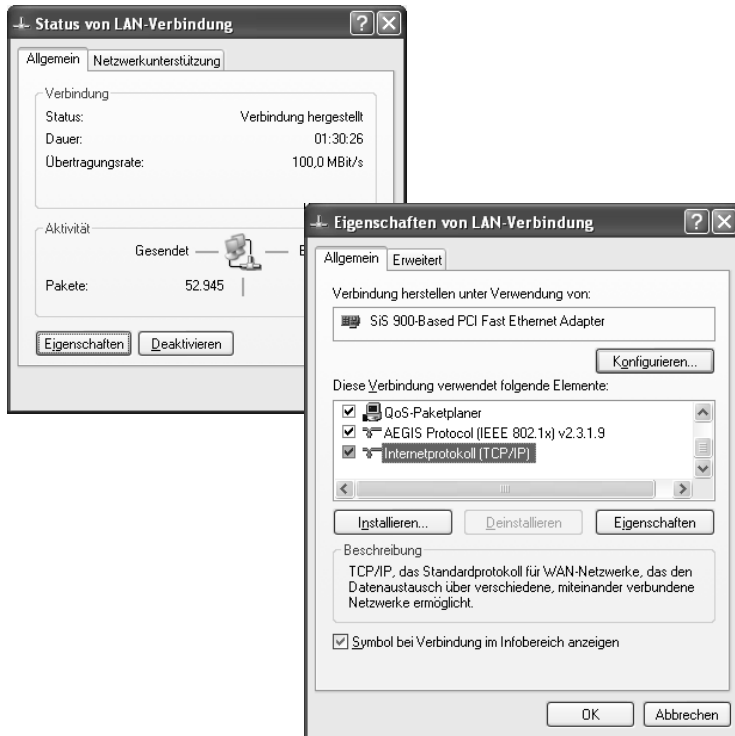 Status von LAN-Verbindung
Allgemein
Netzwerkunterstützung
Verbindung
Status: Verbindung hergestellt
Dauer: 01:30:26
Übertragungsrate: 100,0 MBit/s
Aktivität
Gesendet
Pakete: 52.945
Eigenschaften
Deaktivieren
Eigenschaften von LAN-Verbindung
Allgemein
Erweitert
Verbindung herstellen unter Verwendung von:
SiS 900-Based PCI Fast Ethernet Adapter
Konfigurieren...
Diese Verbindung verwendet folgende Elemente:
QoS-Paketplaner
AEGIS Protocol (IEEE 802.1x) v2.3.1.9
Internetprotokoll (TCP/IP)
Installieren...
Deinstallieren
Eigenschaften
Beschreibung
TCP/IP, das Standardprotokoll für WAN-Netzwerke, das den
Datenaustausch über verschiedene, miteinander verbundene
Netzwerke ermöglicht.
Symbol bei Verbindung im Infobereich anzeigen
OK
Abbrechen